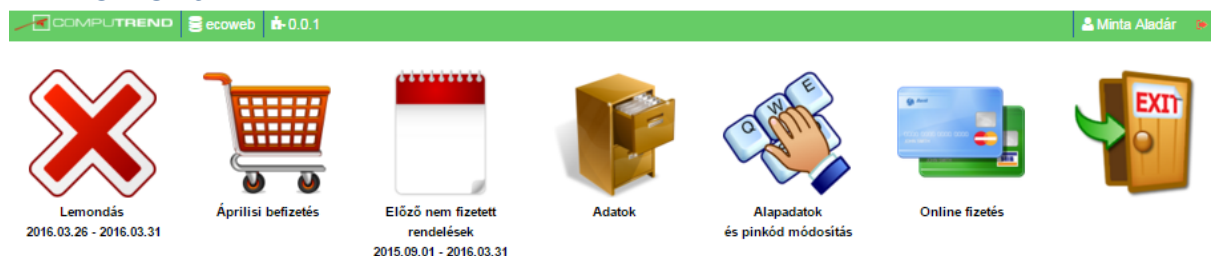 COMPUTREND ecoweb 0.0.1 Minta Aladár
Q W E
EXIT
Lemondás
2016.03.26 - 2016.03.31
Áprilisi befizetés
Előző nem fizetett
rendelések
2015.09.01 - 2016.03.31
Adatok
Alapadatok
és pinkód módosítás
Online fizetés